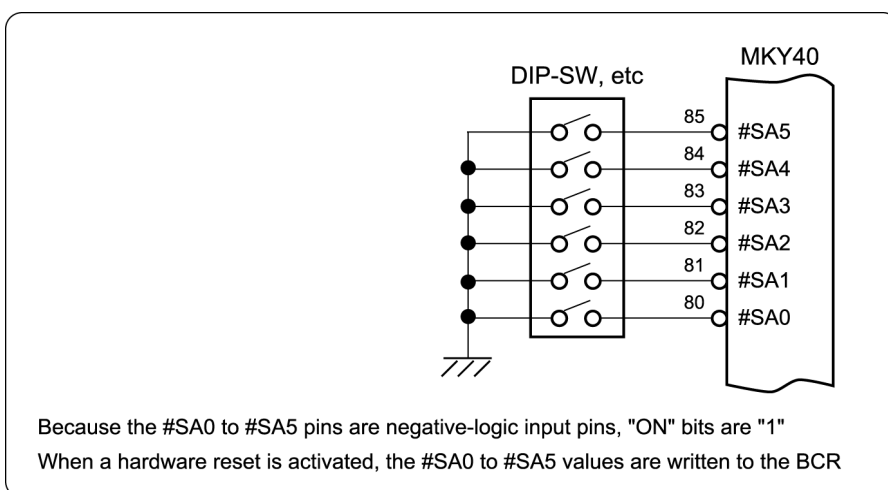 MKY40
DIP-SW, etc
85
#SA5
84
#SA4
83
#SA3
82
#SA2
81
#SA1
80
#SA0
Because the #SA0 to #SA5 pins are negative-logic input pins, "ON" bits are "1"
When a hardware reset is activated, the #SA0 to #SA5 values are written to the BCR